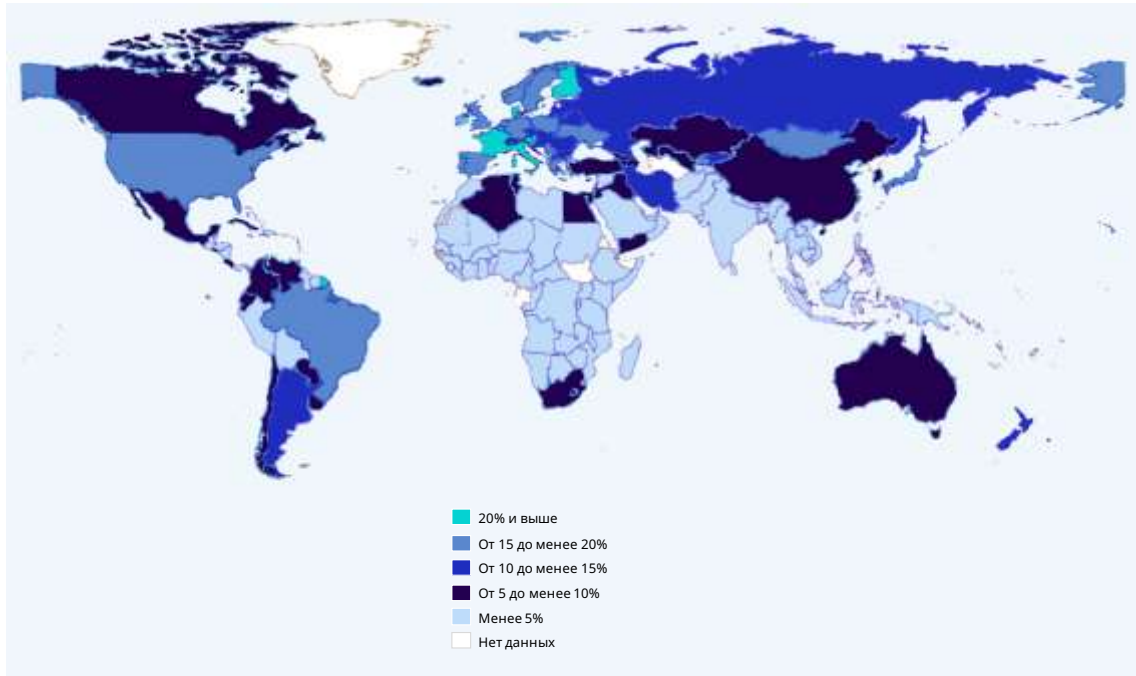 20% и выше
От 15 до менее 20%
От 10 до менее 15%
От 5 до менее 10%
Менее 5%
Нет данных